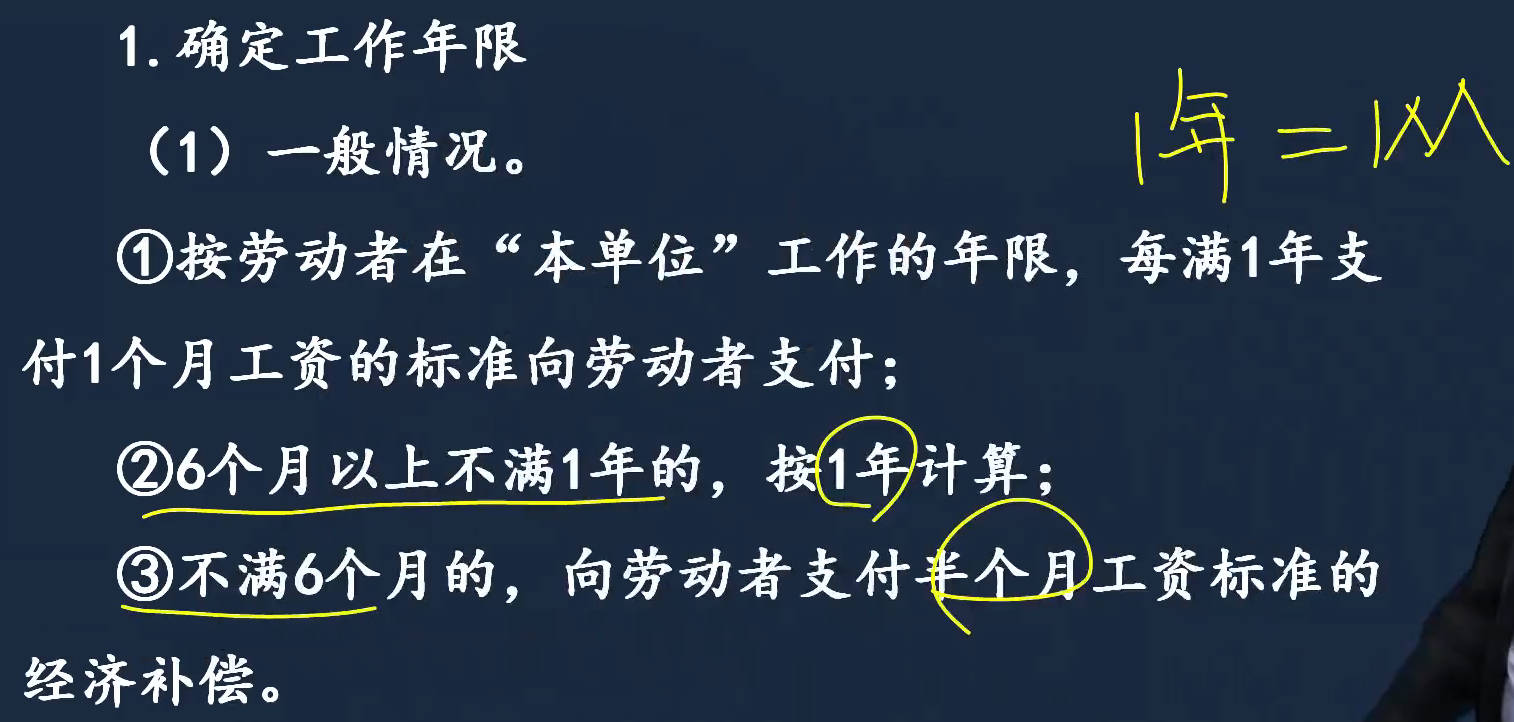 1.确定工作年限
（1）一般情况。
1年=1M
①按劳动者在“本单位”工作的年限，每满1年支
付1个月工资的标准向劳动者支付；
②6个月以上不满1年的，按1年计算；
③不满6个月的，向劳动者支付半个月工资标准的
经济补偿。